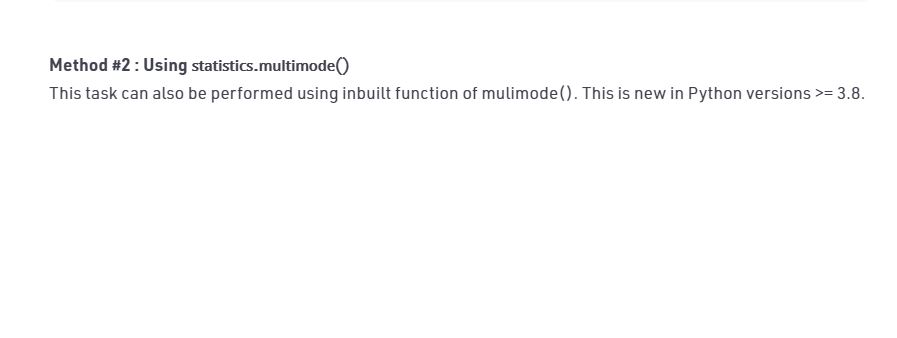 Method #2 : Using statistics.multimode()
This task can also be performed using inbuilt function of mulimode(). This is new in Python versions >= 3.8.